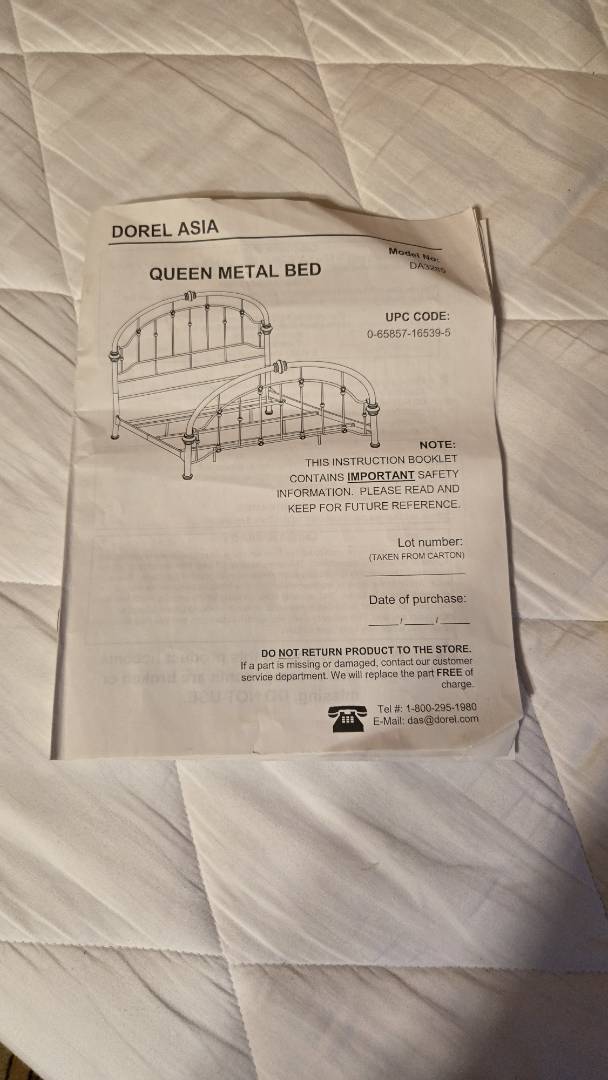 DOREL ASIA
Model No:
QUEEN METAL BED
UPC CODE:
0-65857-16539-5
NOTE:
THIS INSTRUCTION BOOKLET
CONTAINS IMPORTANT SAFETY
INFORMATION. PLEASE READ AND
KEEP FOR FUTURE REFERENCE.
Lot number:
(TAKEN FROM CARTON)
Date of purchase:
____/____/____
DO NOT RETURN PRODUCT TO THE STORE.
If a part is missing or damaged, contact our customer
service department. We will replace the part FREE of
charge.
Tel #: 1-800-295-1980
E-Mail: das@dorel.com